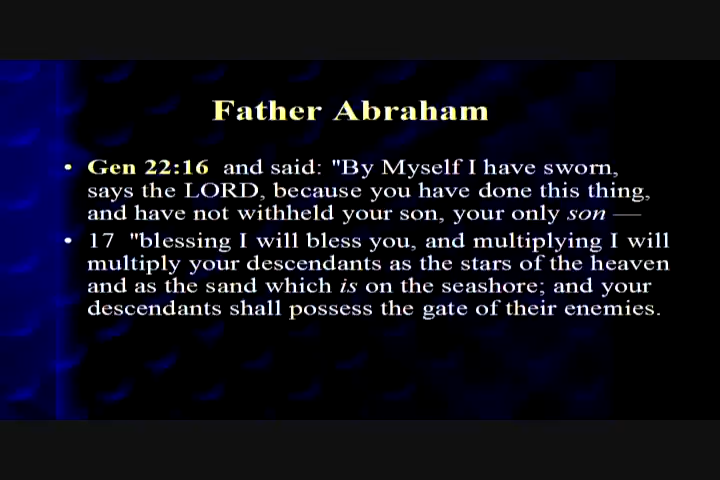 Father Abraham
• Gen 22:16 and said: "By Myself I have sworn,
says the LORD, because you have done this thing,
and have not withheld your son, your only son —
• 17 "blessing I will bless you, and multiplying I will
multiply your descendants as the stars of the heaven
and as the sand which is on the seashore; and your
descendants shall possess the gate of their enemies.